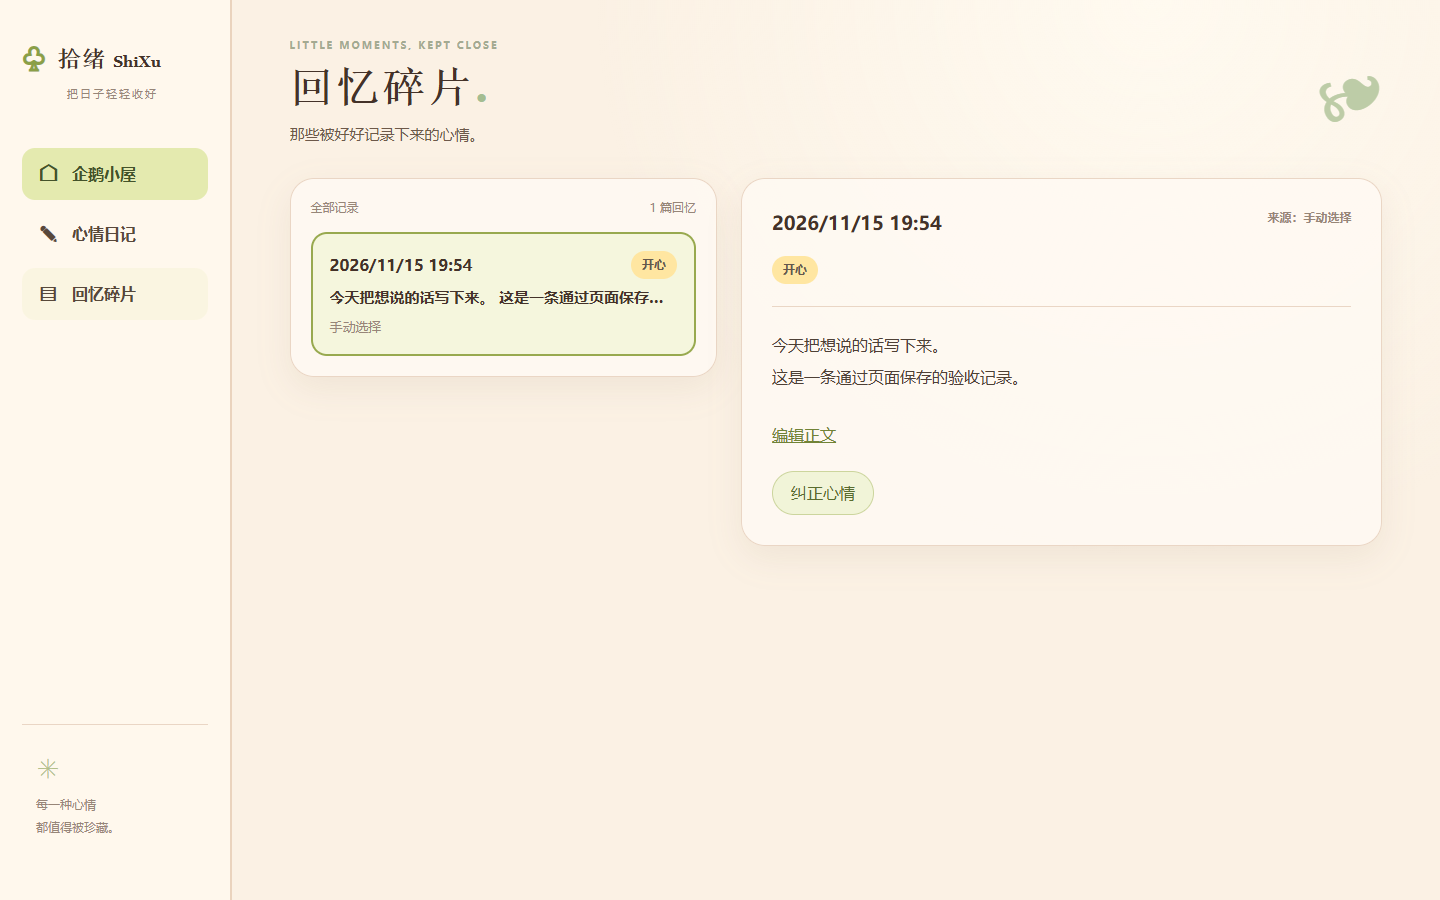 拾绪 ShiXu
把日子轻轻收好
企鹅小屋
心情日记
回忆碎片
每一种心情
都值得被珍藏。
LITTLE MOMENTS, KEPT CLOSE
回忆碎片.
那些被好好记录下来的心情。
全部记录 1 篇回忆
2026/11/15 19:54 开心
今天把想说的话写下来。 这是一条通过页面保存...
手动选择
2026/11/15 19:54 来源：手动选择
开心
今天把想说的话写下来。
这是一条通过页面保存的验收记录。
编辑正文
纠正心情